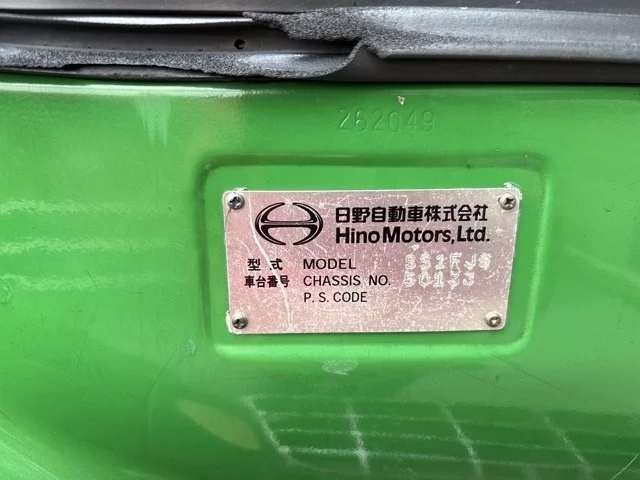 262049
日野自動車株式会社
Hino Motors, Ltd.
型式 MODEL
車台番号 CHASSIS NO.
P. S. CODE